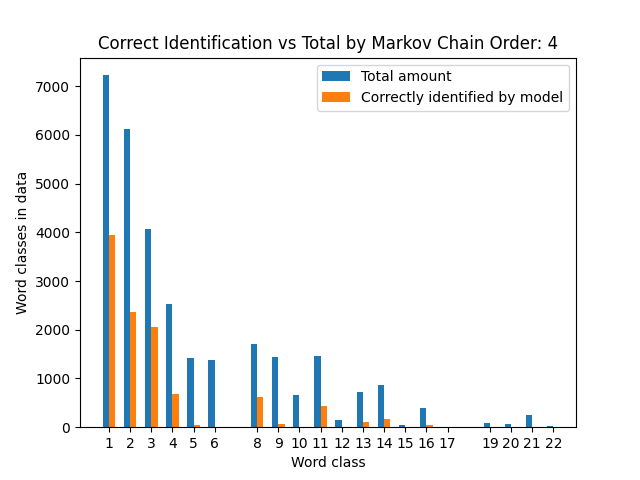 Correct Identification vs Total by Markov Chain Order: 4
Total amount
Correctly identified by model
Word classes in data
7000
6000
5000
4000
3000
2000
1000
0
1 2 3 4 5 6 8 9 10 11 12 13 14 15 16 17 19 20 21 22
Word class